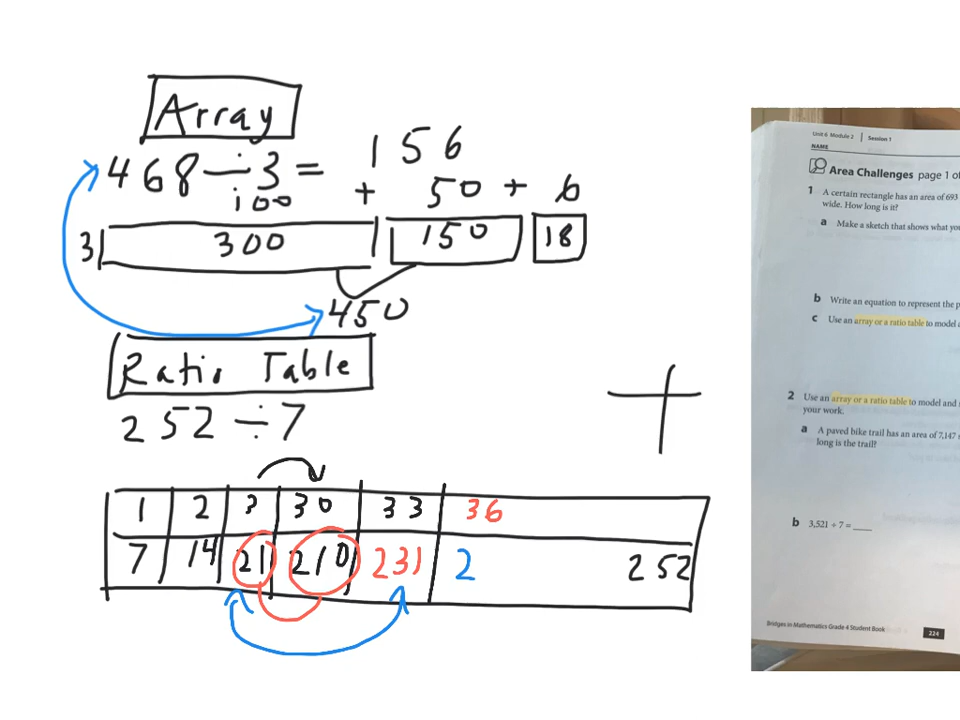 Array
468 ÷ 3 = 156
100 + 50 + 6
3 300 150 18
450
Ratio Table
252 ÷ 7
1 2 3 30 33 36
7 14 21 210 231 2 252
Unit 6 Module 2 Session 1
NAME
Area Challenges page 1 of
1 A certain rectangle has an area of 693
wide. How long is it?
a Make a sketch that shows what you
b Write an equation to represent the p
c Use an array or a ratio table to model
2 Use an array or a ratio table to model and
your work.
a A paved bike trail has an area of 7,147
long is the trail?
b 3,521 ÷ 7 = ____
Bridges in Mathematics Grade 4 Student Book
224